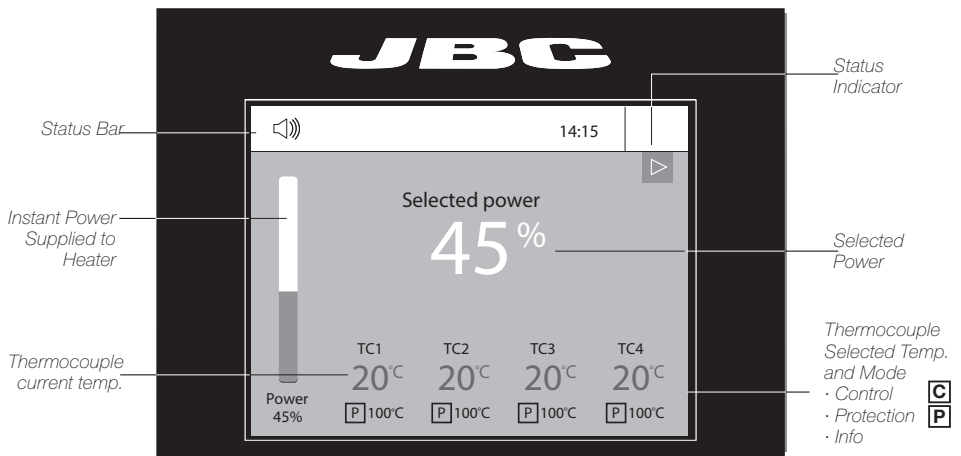 JBC
Status
Indicator
Status Bar
14:15
Instant Power
Supplied to
Heater
Selected power
45%
Selected
Power
Thermocouple
current temp.
TC1 TC2 TC3 TC4
20°C 20°C 20°C 20°C
P 100°C P 100°C P 100°C P 100°C
Power
45%
Thermocouple
Selected Temp.
and Mode
· Control C
· Protection P
· Info